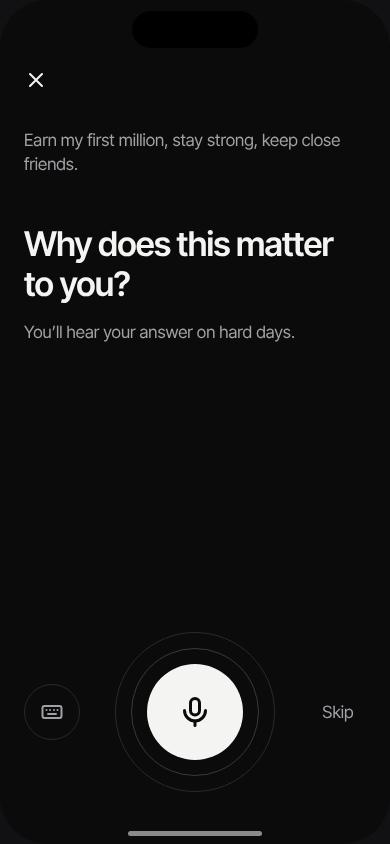 Earn my first million, stay strong, keep close
friends.
Why does this matter
to you?
You’ll hear your answer on hard days.
Skip